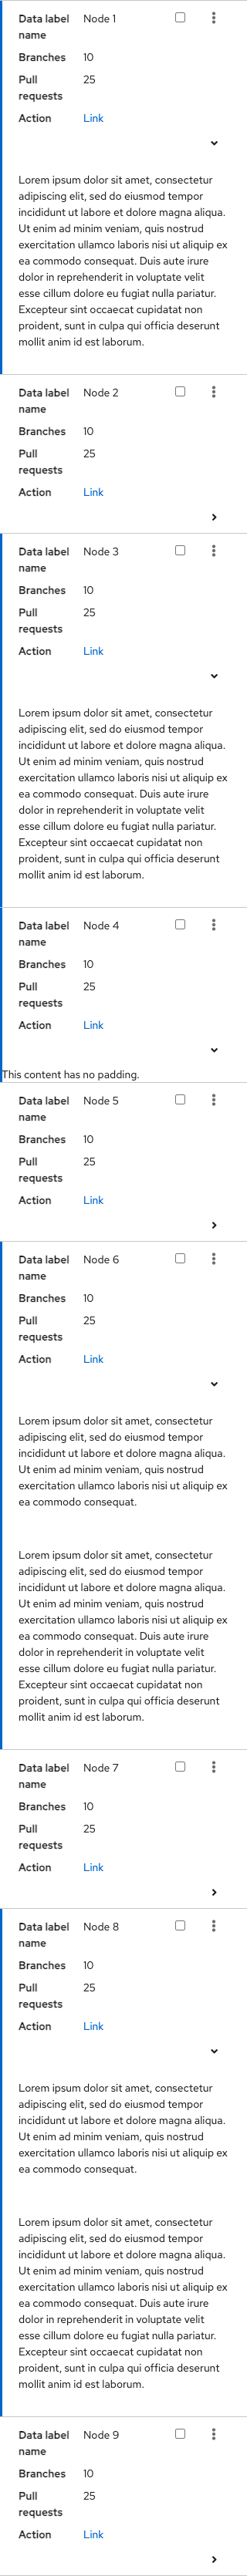 Data label name Node 1
Branches 10
Pull requests 25
Action Link
Lorem ipsum dolor sit amet, consectetur
adipiscing elit, sed do eiusmod tempor
incididunt ut labore et dolore magna aliqua.
Ut enim ad minim veniam, quis nostrud
exercitation ullamco laboris nisi ut aliquip ex
ea commodo consequat. Duis aute irure
dolor in reprehenderit in voluptate velit
esse cillum dolore eu fugiat nulla pariatur.
Excepteur sint occaecat cupidatat non
proident, sunt in culpa qui officia deserunt
mollit anim id est laborum.
Data label name Node 2
Branches 10
Pull requests 25
Action Link
Data label name Node 3
Branches 10
Pull requests 25
Action Link
Lorem ipsum dolor sit amet, consectetur
adipiscing elit, sed do eiusmod tempor
incididunt ut labore et dolore magna aliqua.
Ut enim ad minim veniam, quis nostrud
exercitation ullamco laboris nisi ut aliquip ex
ea commodo consequat. Duis aute irure
dolor in reprehenderit in voluptate velit
esse cillum dolore eu fugiat nulla pariatur.
Excepteur sint occaecat cupidatat non
proident, sunt in culpa qui officia deserunt
mollit anim id est laborum.
Data label name Node 4
Branches 10
Pull requests 25
Action Link
This content has no padding.
Data label name Node 5
Branches 10
Pull requests 25
Action Link
Data label name Node 6
Branches 10
Pull requests 25
Action Link
Lorem ipsum dolor sit amet, consectetur
adipiscing elit, sed do eiusmod tempor
incididunt ut labore et dolore magna aliqua.
Ut enim ad minim veniam, quis nostrud
exercitation ullamco laboris nisi ut aliquip ex
ea commodo consequat.
Lorem ipsum dolor sit amet, consectetur
adipiscing elit, sed do eiusmod tempor
incididunt ut labore et dolore magna aliqua.
Ut enim ad minim veniam, quis nostrud
exercitation ullamco laboris nisi ut aliquip ex
ea commodo consequat. Duis aute irure
dolor in reprehenderit in voluptate velit
esse cillum dolore eu fugiat nulla pariatur.
Excepteur sint occaecat cupidatat non
proident, sunt in culpa qui officia deserunt
mollit anim id est laborum.
Data label name Node 7
Branches 10
Pull requests 25
Action Link
Data label name Node 8
Branches 10
Pull requests 25
Action Link
Lorem ipsum dolor sit amet, consectetur
adipiscing elit, sed do eiusmod tempor
incididunt ut labore et dolore magna aliqua.
Ut enim ad minim veniam, quis nostrud
exercitation ullamco laboris nisi ut aliquip ex
ea commodo consequat.
Lorem ipsum dolor sit amet, consectetur
adipiscing elit, sed do eiusmod tempor
incididunt ut labore et dolore magna aliqua.
Ut enim ad minim veniam, quis nostrud
exercitation ullamco laboris nisi ut aliquip ex
ea commodo consequat. Duis aute irure
dolor in reprehenderit in voluptate velit
esse cillum dolore eu fugiat nulla pariatur.
Excepteur sint occaecat cupidatat non
proident, sunt in culpa qui officia deserunt
mollit anim id est laborum.
Data label name Node 9
Branches 10
Pull requests 25
Action Link